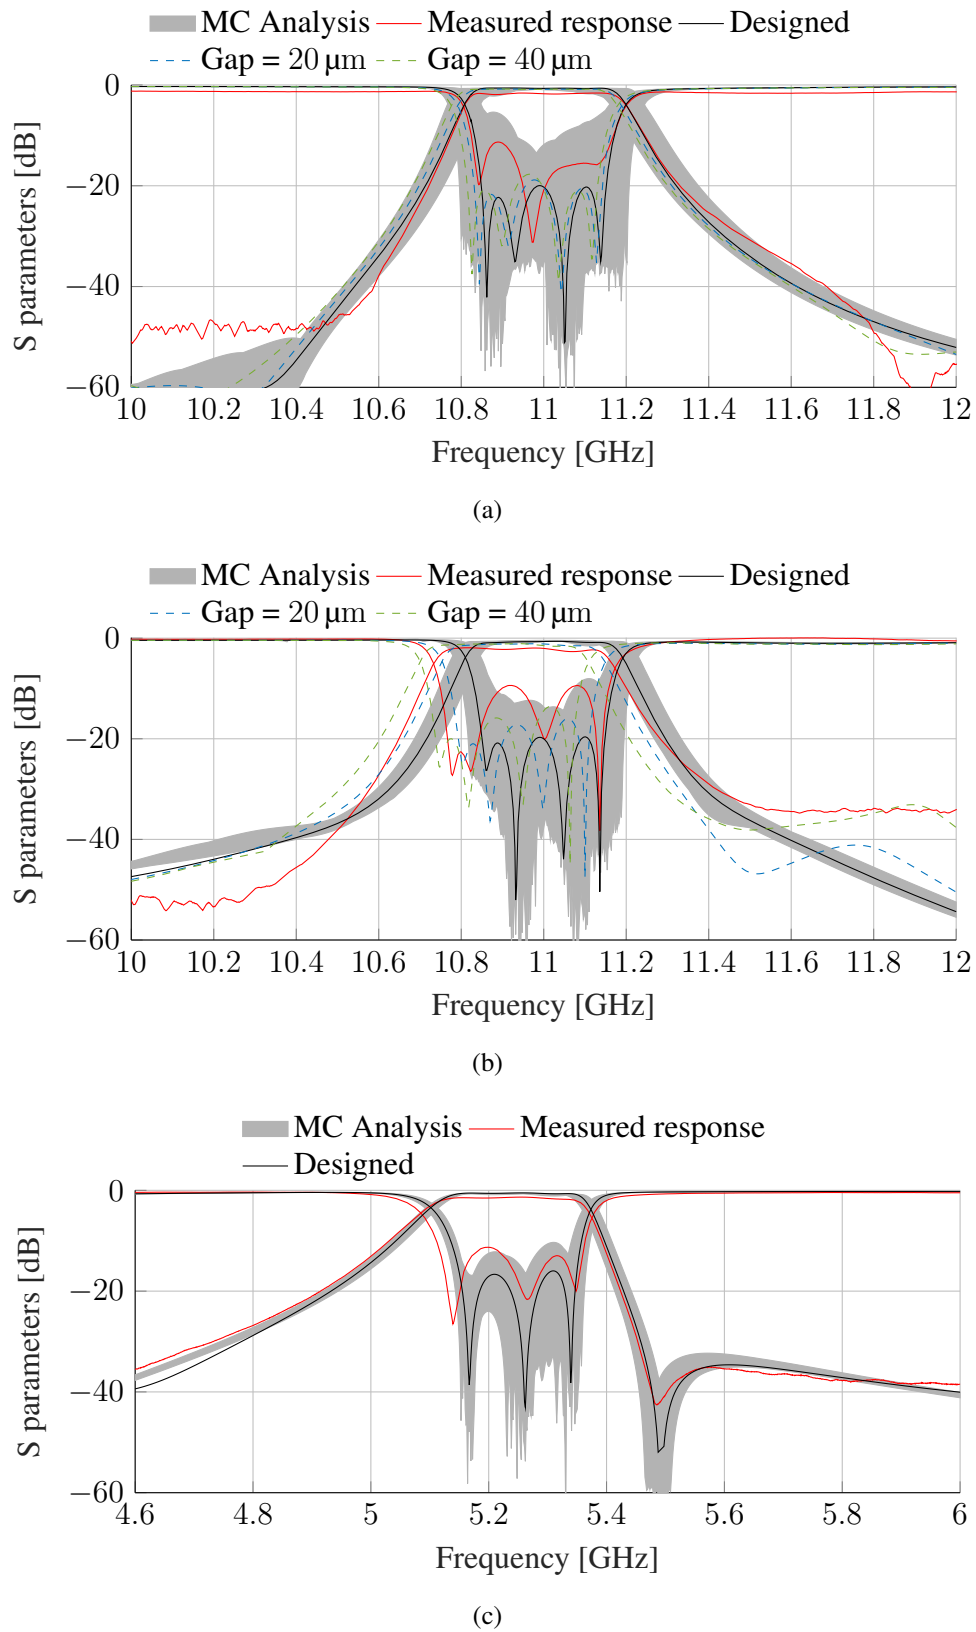 MC Analysis Measured response Designed
Gap = 20 µm Gap = 40 µm
0
−20
−40
−60
S parameters [dB]
10 10.2 10.4 10.6 10.8 11 11.2 11.4 11.6 11.8 12
Frequency [GHz]
(a)
MC Analysis Measured response Designed
Gap = 20 µm Gap = 40 µm
0
−20
−40
−60
S parameters [dB]
10 10.2 10.4 10.6 10.8 11 11.2 11.4 11.6 11.8 12
Frequency [GHz]
(b)
MC Analysis Measured response
Designed
0
−20
−40
−60
S parameters [dB]
4.6 4.8 5 5.2 5.4 5.6 5.8 6
Frequency [GHz]
(c)